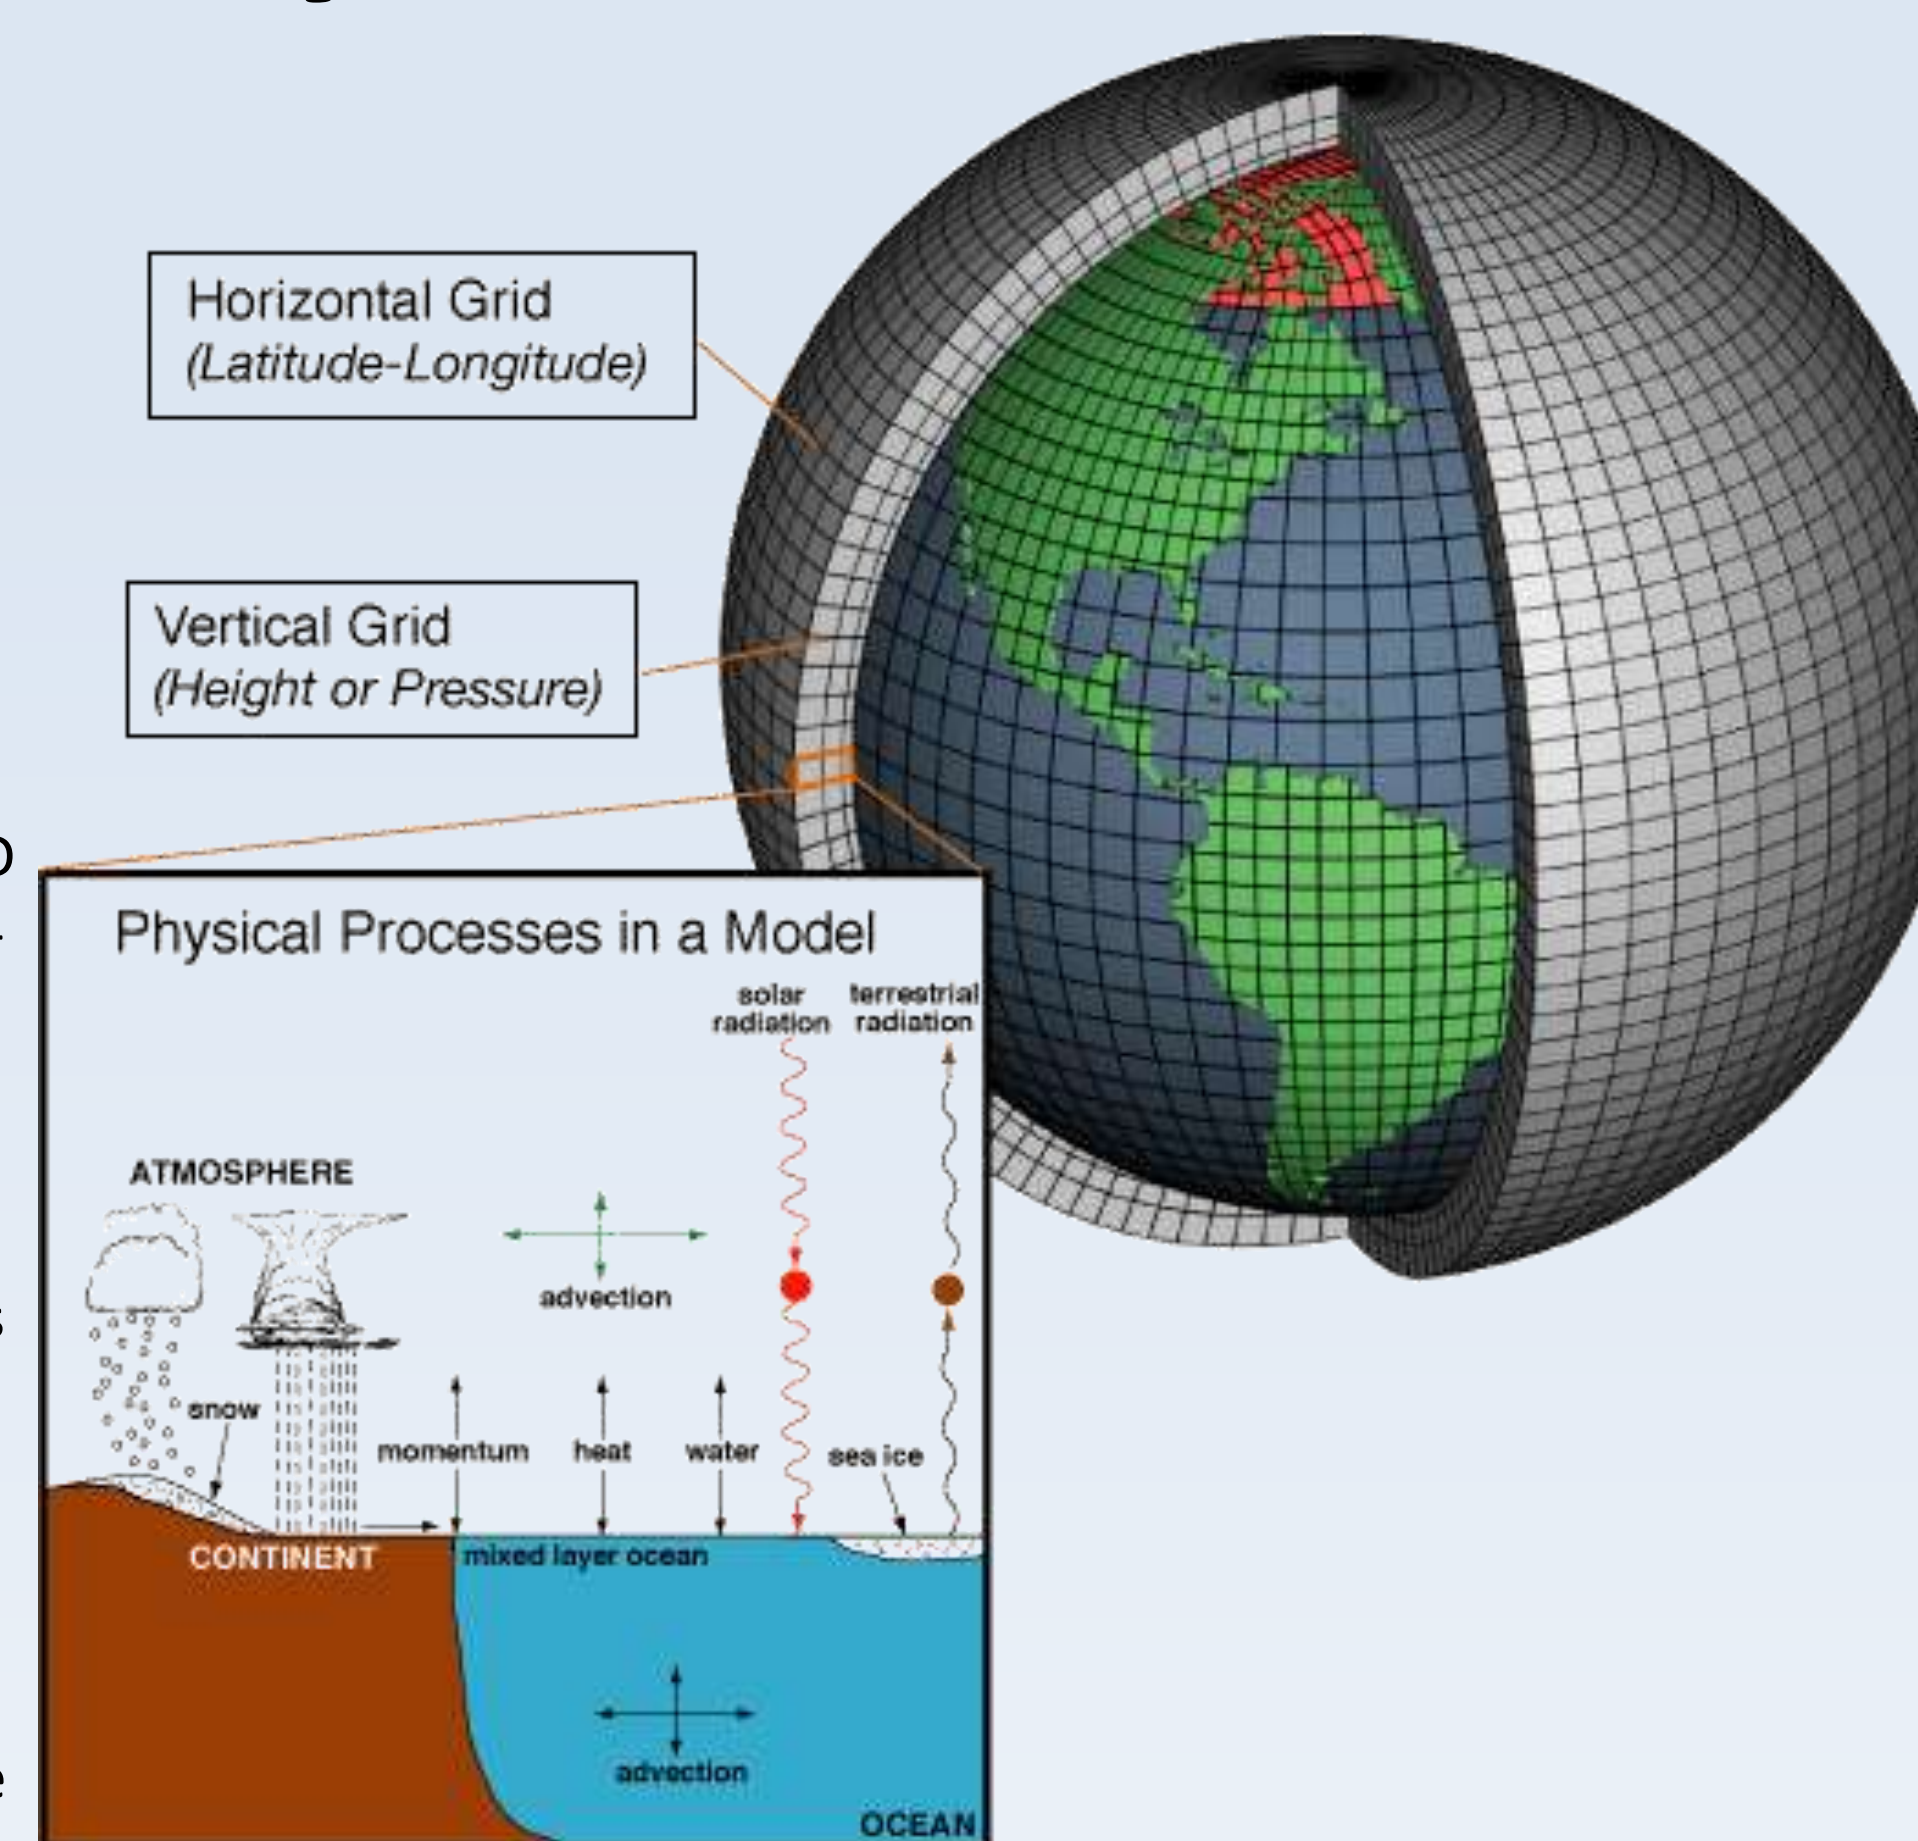 Horizontal Grid
(Latitude-Longitude)
Vertical Grid
(Height or Pressure)
Physical Processes in a Model
solar
radiation
terrestrial
radiation
ATMOSPHERE
advection
snow
momentum
heat
water
sea ice
CONTINENT
mixed layer ocean
advection
OCEAN